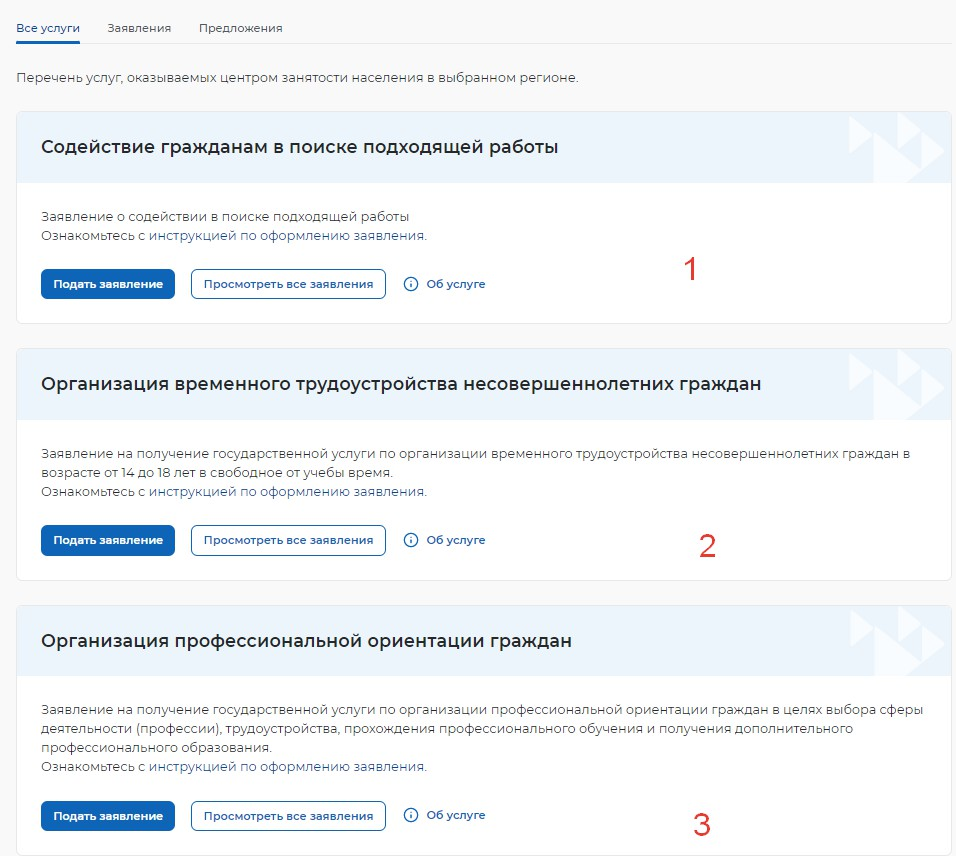 Все услуги Заявления Предложения
Перечень услуг, оказываемых центром занятости населения в выбранном регионе.
Содействие гражданам в поиске подходящей работы
Заявление о содействии в поиске подходящей работы
Ознакомьтесь с инструкцией по оформлению заявления.
1
Подать заявление Просмотреть все заявления Об услуге
Организация временного трудоустройства несовершеннолетних граждан
Заявление на получение государственной услуги по организации временного трудоустройства несовершеннолетних граждан в
возрасте от 14 до 18 лет в свободное от учебы время.
Ознакомьтесь с инструкцией по оформлению заявления.
Подать заявление Просмотреть все заявления Об услуге
2
Организация профессиональной ориентации граждан
Заявление на получение государственной услуги по организации профессиональной ориентации граждан в целях выбора сферы
деятельности (профессии), трудоустройства, прохождения профессионального обучения и получения дополнительного
профессионального образования.
Ознакомьтесь с инструкцией по оформлению заявления.
Подать заявление Просмотреть все заявления Об услуге
3